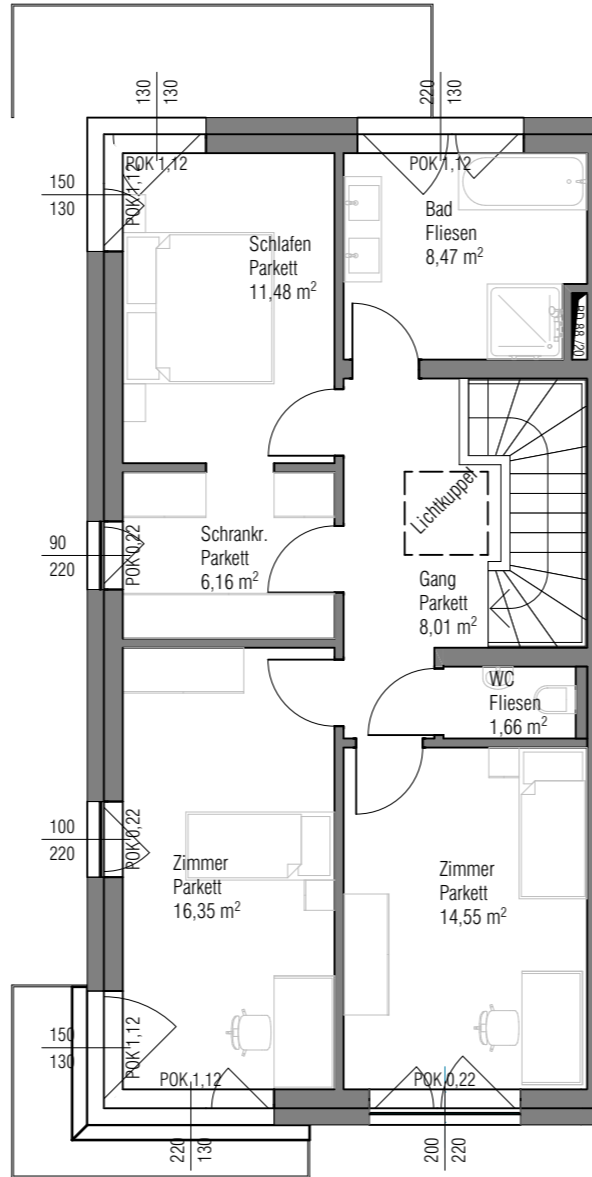 130
130
220
130
POK 1,12
POK 1,12
150
130
POK 1,12
Bad
Fliesen
8,47 m²
Schlafen
Parkett
11,48 m²
RD 88 /20
Lichtkuppel
90
220
POK 0,22
Schrankr.
Parkett
6,16 m²
Gang
Parkett
8,01 m²
WC
Fliesen
1,66 m²
100
220
POK 0,22
Zimmer
Parkett
16,35 m²
Zimmer
Parkett
14,55 m²
150
130
POK 1,12
POK 1,12
POK 0,22
220
130
200
220